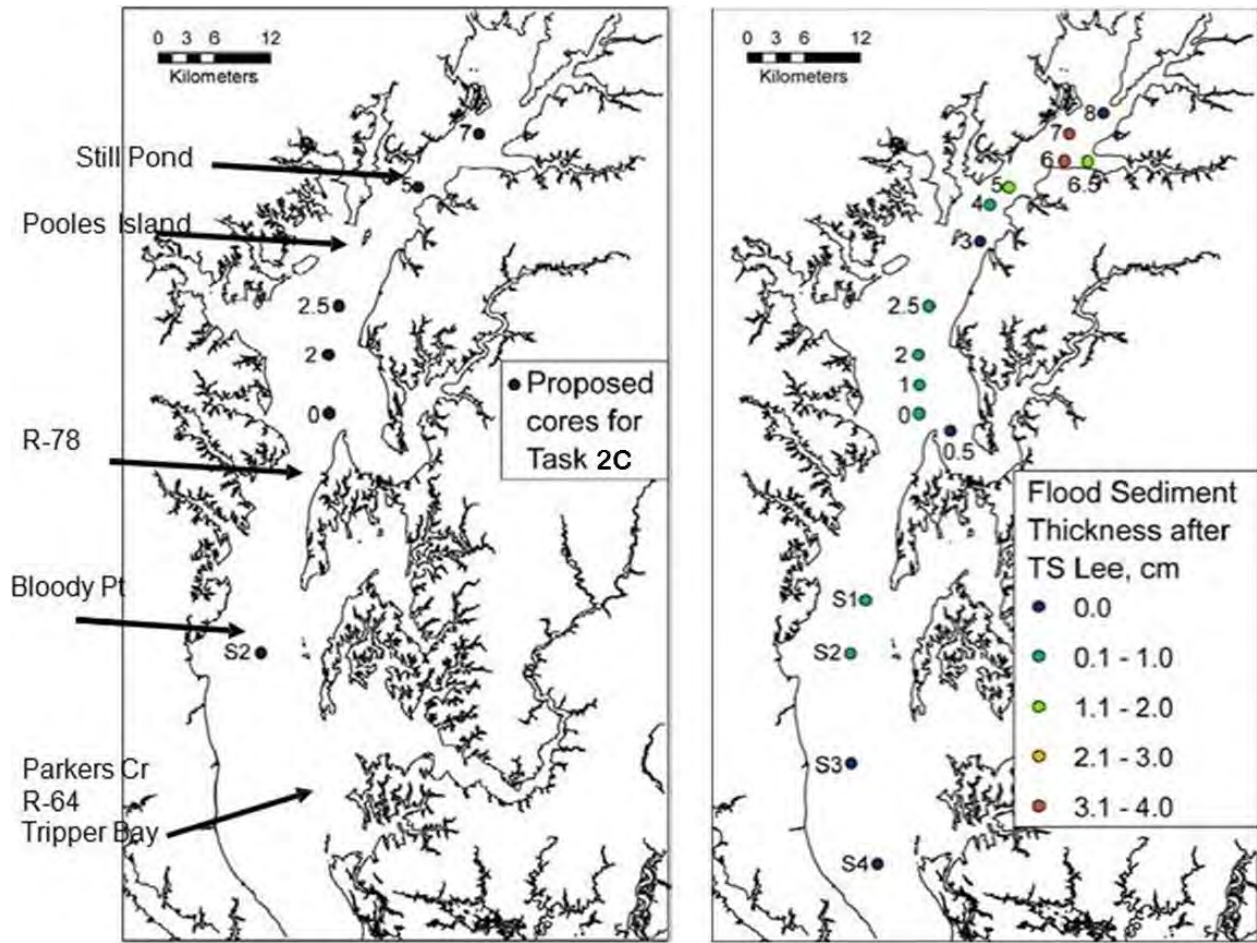 0 3 6 12
Kilometers
Still Pond
Pooles Island
R-78
Bloody Pt
Parkers Cr
R-64
Tripper Bay
7
5
2.5
2
0
S2
Proposed
cores for
Task 2C
0 3 6 12
Kilometers
8
7
6
6.5
5
4
3
2.5
2
1
0
0.5
S1
S2
S3
S4
Flood Sediment
Thickness after
TS Lee, cm
0.0
0.1 - 1.0
1.1 - 2.0
2.1 - 3.0
3.1 - 4.0